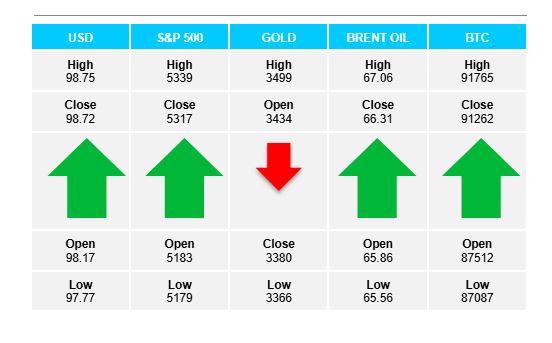 USD S&P 500 GOLD BRENT OIL BTC
High High High High High
98.75 5339 3499 67.06 91765
Close Close Open Close Close
98.72 5317 3434 66.31 91262
Open Open Close Open Open
98.17 5183 3380 65.86 87512
Low Low Low Low Low
97.77 5179 3366 65.56 87087